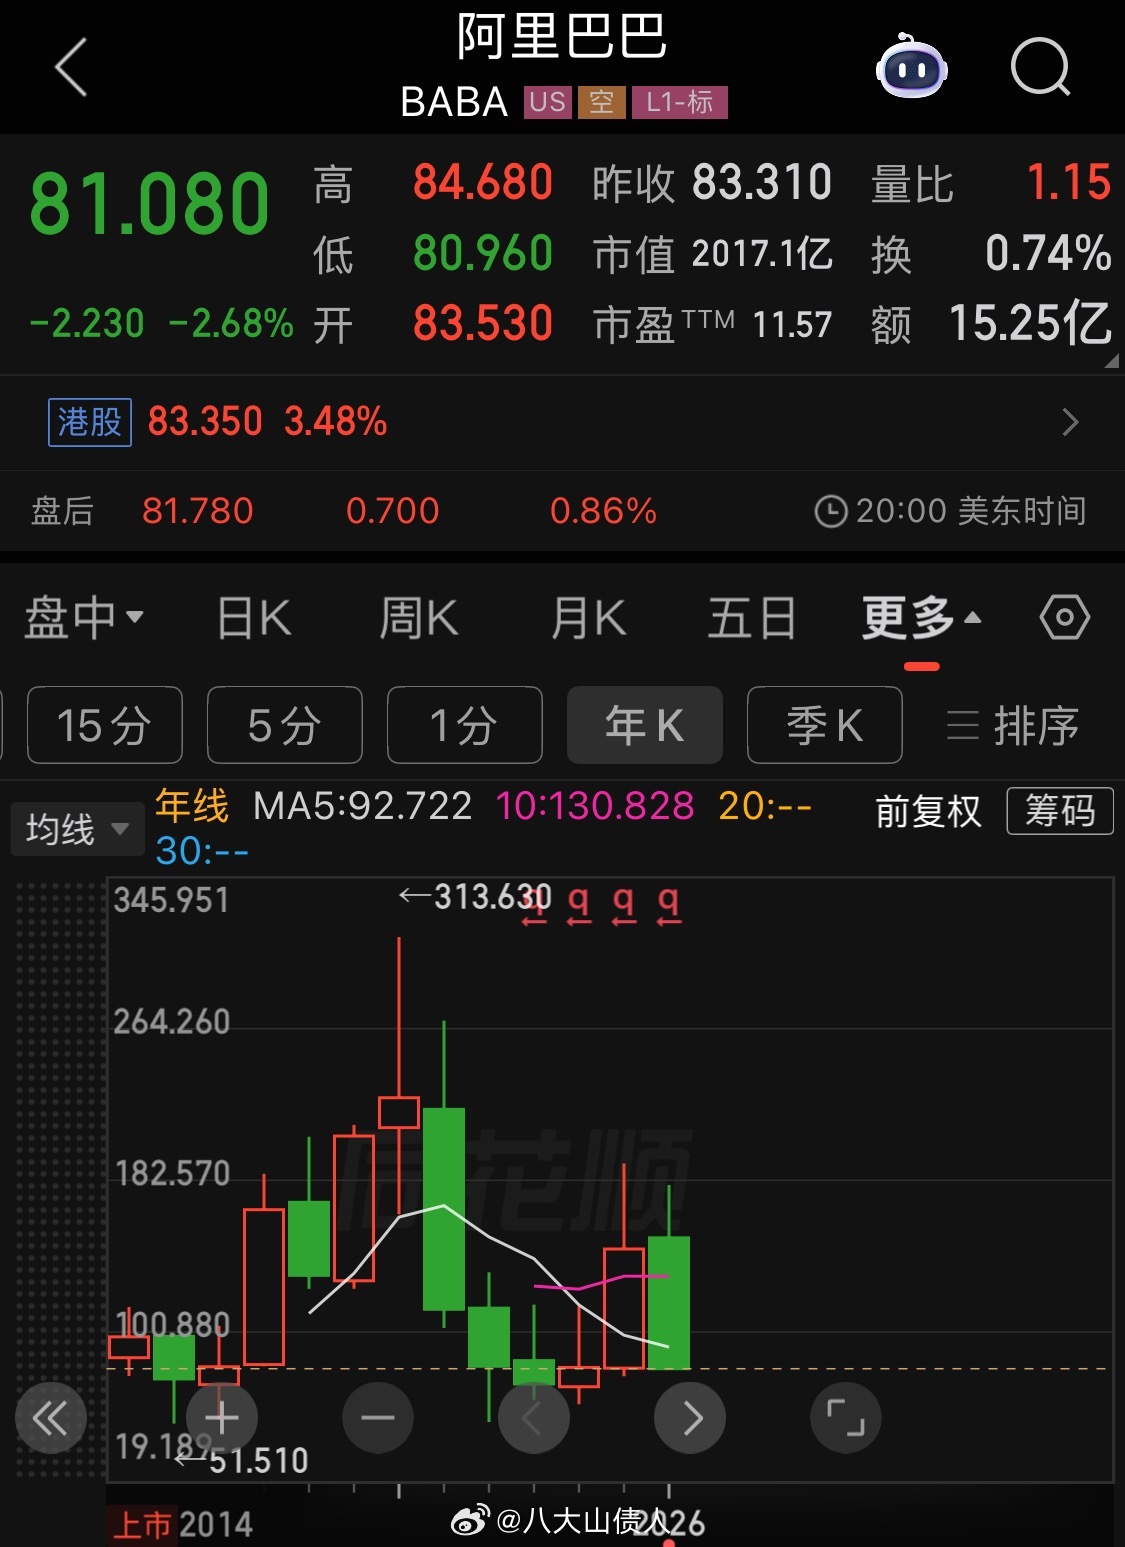 阿里巴巴
BABA US 空 L1-标
81.080 高 84.680 昨收 83.310 量比 1.15
低 80.960 市值 2017.1亿 换 0.74%
-2.230 -2.68% 开 83.530 市盈TTM 11.57 额 15.25亿
港股 83.350 3.48%
盘后 81.780 0.700 0.86% 20:00 美东时间
盘中 日K 周K 月K 五日 更多
15分 5分 1分 年K 季K 排序
均线 年线 MA5:92.722 10:130.828 20:-- 前复权 筹码
30:--
345.951 ←313.630 q q q q
264.260
182.570
同花顺
100.880
19.189 ←51.510
上市 2014 @八大山债人 2026